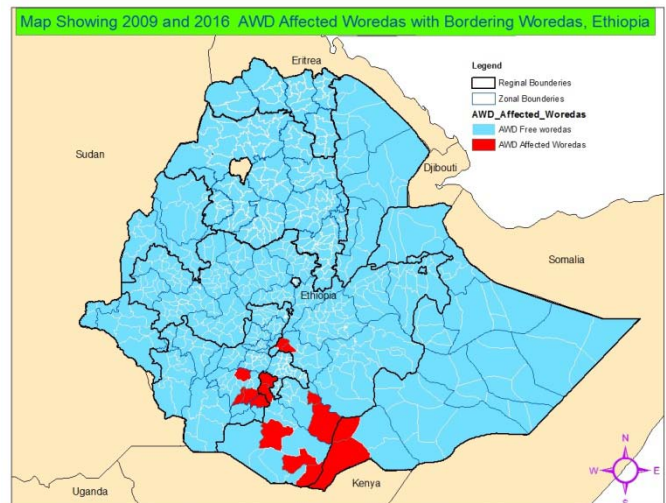 Map Showing 2009 and 2016 AWD Affected Woredas with Bordering Woredas, Ethiopia
Eritrea
Legend
Reginal Bounderies
Zonal Bounderies
AWD_Affected_Woredas
AWD Free woredas
AWD Affected Woredas
Sudan
Djibouti
Somalia
Ethiopia
N
W
E
S
Uganda
Kenya